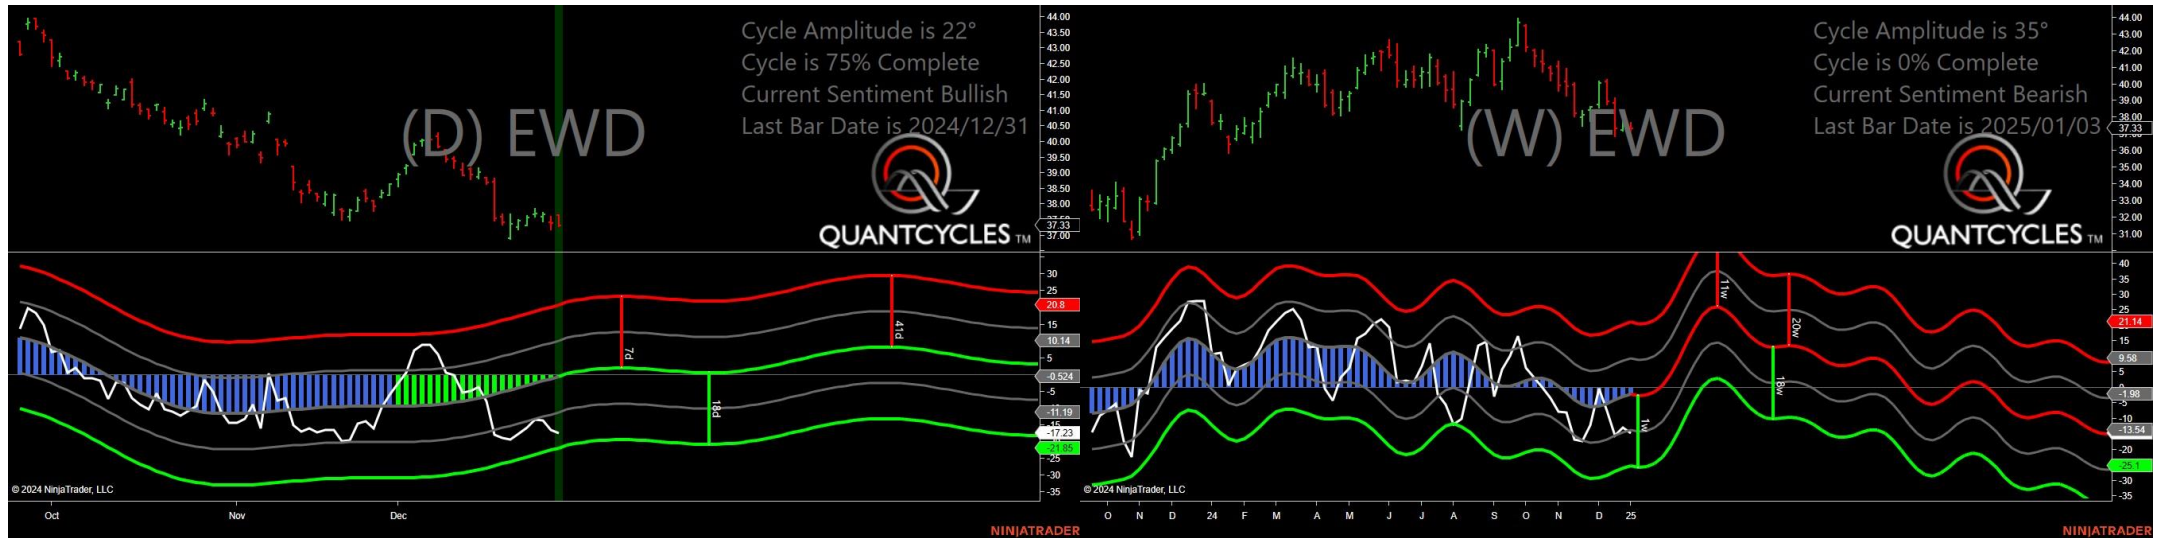 Cycle Amplitude is 22°
Cycle is 75% Complete
Current Sentiment Bullish
Last Bar Date is 2024/12/31
(D) EWD
QUANTCYCLES TM
44.00
43.50
43.00
42.50
42.00
41.50
41.00
40.50
40.00
39.50
39.00
38.50
38.00
37.33
37.00
30
25
20.8
15
10.14
5
-0.524
-5
-11.19
-17.23
-21.85
-25
-30
-35
7d
18d
41d
© 2024 NinjaTrader, LLC
Oct
Nov
Dec
NINJATRADER
Cycle Amplitude is 35°
Cycle is 0% Complete
Current Sentiment Bearish
Last Bar Date is 2025/01/03
(W) EWD
QUANTCYCLES TM
44.00
43.00
42.00
41.00
40.00
39.00
38.00
37.33
36.00
35.00
34.00
33.00
32.00
31.00
40
35
30
25
21.14
15
9.58
5
0
-1.98
-5
-10
-13.54
-20
-25.1
-30
-35
1w
11w
18w
20w
© 2024 NinjaTrader, LLC
O N D 24 F M A M J J A S O N D 25
NINJATRADER